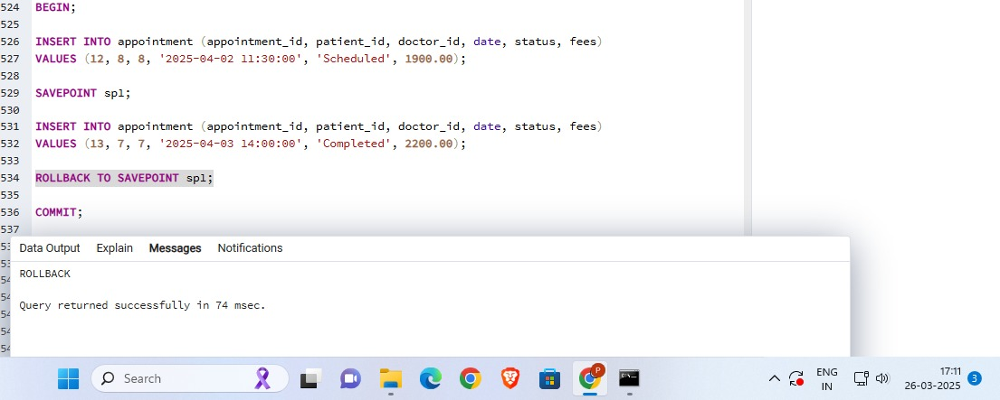 524 BEGIN;
525
526 INSERT INTO appointment (appointment_id, patient_id, doctor_id, date, status, fees)
527 VALUES (12, 8, 8, '2025-04-02 11:30:00', 'Scheduled', 1900.00);
528
529 SAVEPOINT sp1;
530
531 INSERT INTO appointment (appointment_id, patient_id, doctor_id, date, status, fees)
532 VALUES (13, 7, 7, '2025-04-03 14:00:00', 'Completed', 2200.00);
533
534 ROLLBACK TO SAVEPOINT sp1;
535
536 COMMIT;
537
Data Output Explain Messages Notifications
ROLLBACK
Query returned successfully in 74 msec.
Search
P
ENG
IN
17:11
26-03-2025
3